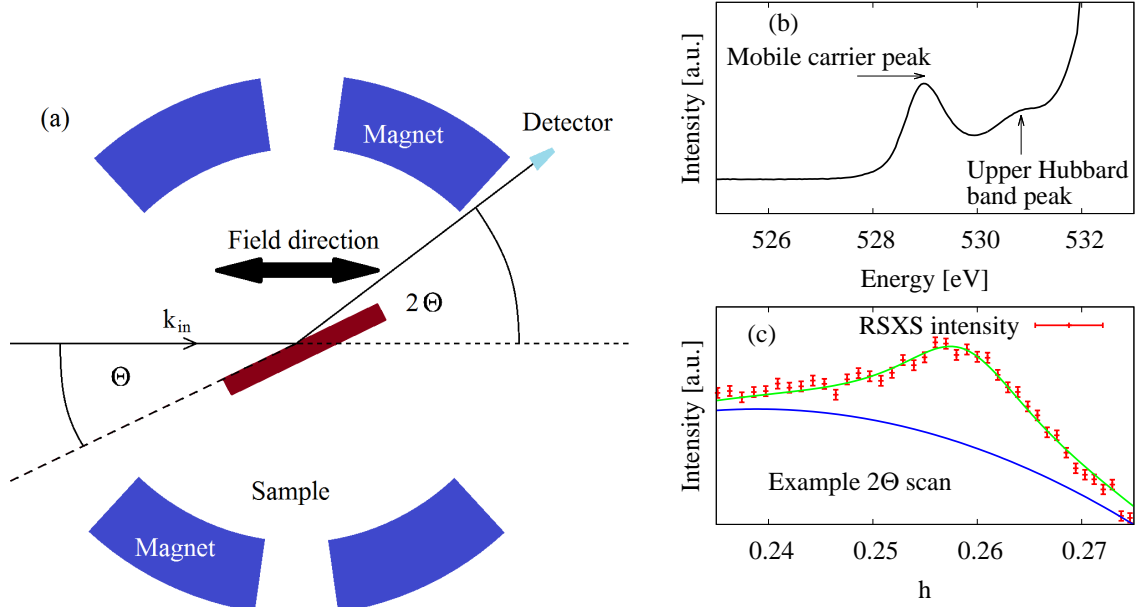 (a)
Magnet
Detector
Field direction
2 Θ
k_in
Θ
Sample
Magnet
(b)
Mobile carrier peak
Upper Hubbard
band peak
Intensity [a.u.]
526 528 530 532
Energy [eV]
(c)
RSXS intensity
Example 2Θ scan
Intensity [a.u.]
0.24 0.25 0.26 0.27
h